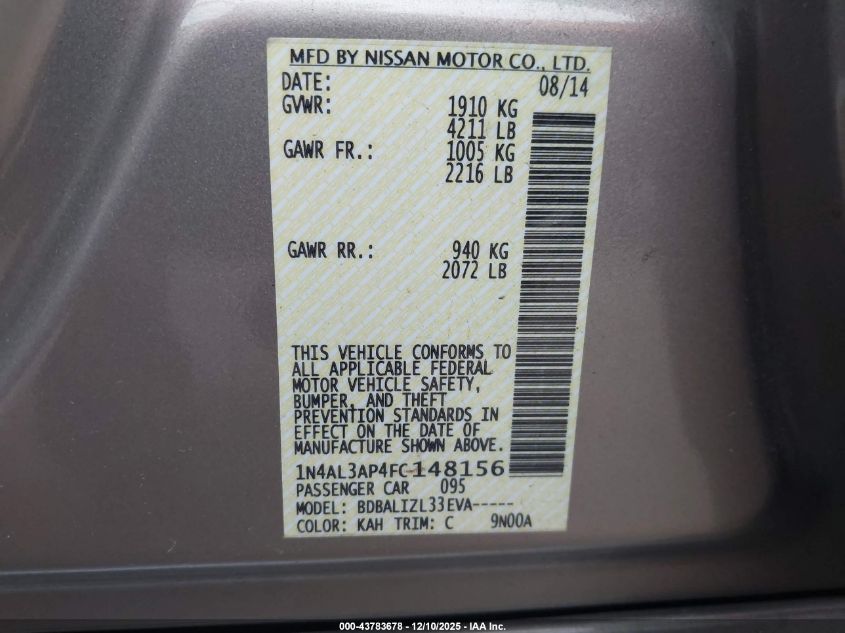 MFD BY NISSAN MOTOR CO., LTD.
DATE: 08/14
GVWR: 1910 KG
4211 LB
GAWR FR.: 1005 KG
2216 LB
GAWR RR.: 940 KG
2072 LB
THIS VEHICLE CONFORMS TO
ALL APPLICABLE FEDERAL
MOTOR VEHICLE SAFETY,
BUMPER, AND THEFT
PREVENTION STANDARDS IN
EFFECT ON THE DATE OF
MANUFACTURE SHOWN ABOVE.
1N4AL3AP4FC148156
PASSENGER CAR 095
MODEL: BDBALIZL33EVA-----
COLOR: KAH TRIM: C 9N00A
000-43783678 - 12/10/2025 - IAA Inc.